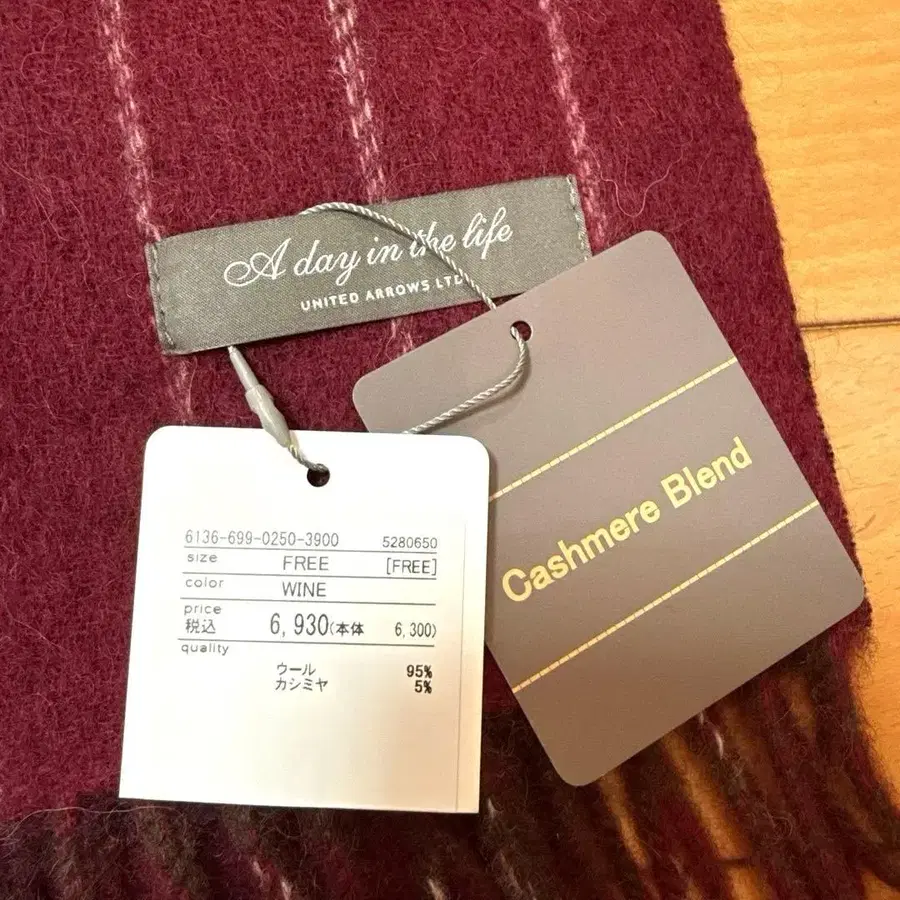 A day in the life
UNITED ARROWS LTD.
Cashmere Blend
6136-699-0250-3900 5280650
size FREE [FREE]
color WINE
price
税込 6,930(本体 6,300)
quality
ウール 95%
カシミヤ 5%